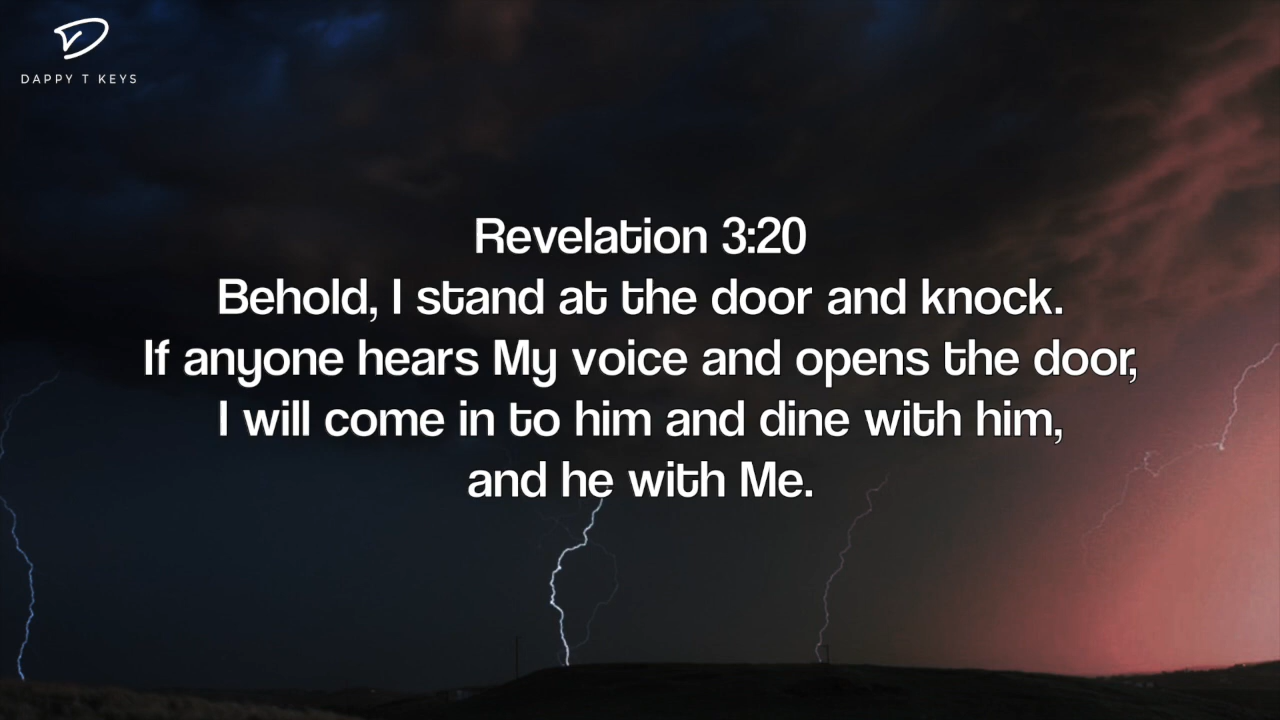 DAPPY T KEYS
Revelation 3:20
Behold, I stand at the door and knock.
If anyone hears My voice and opens the door,
I will come in to him and dine with him,
and he with Me.